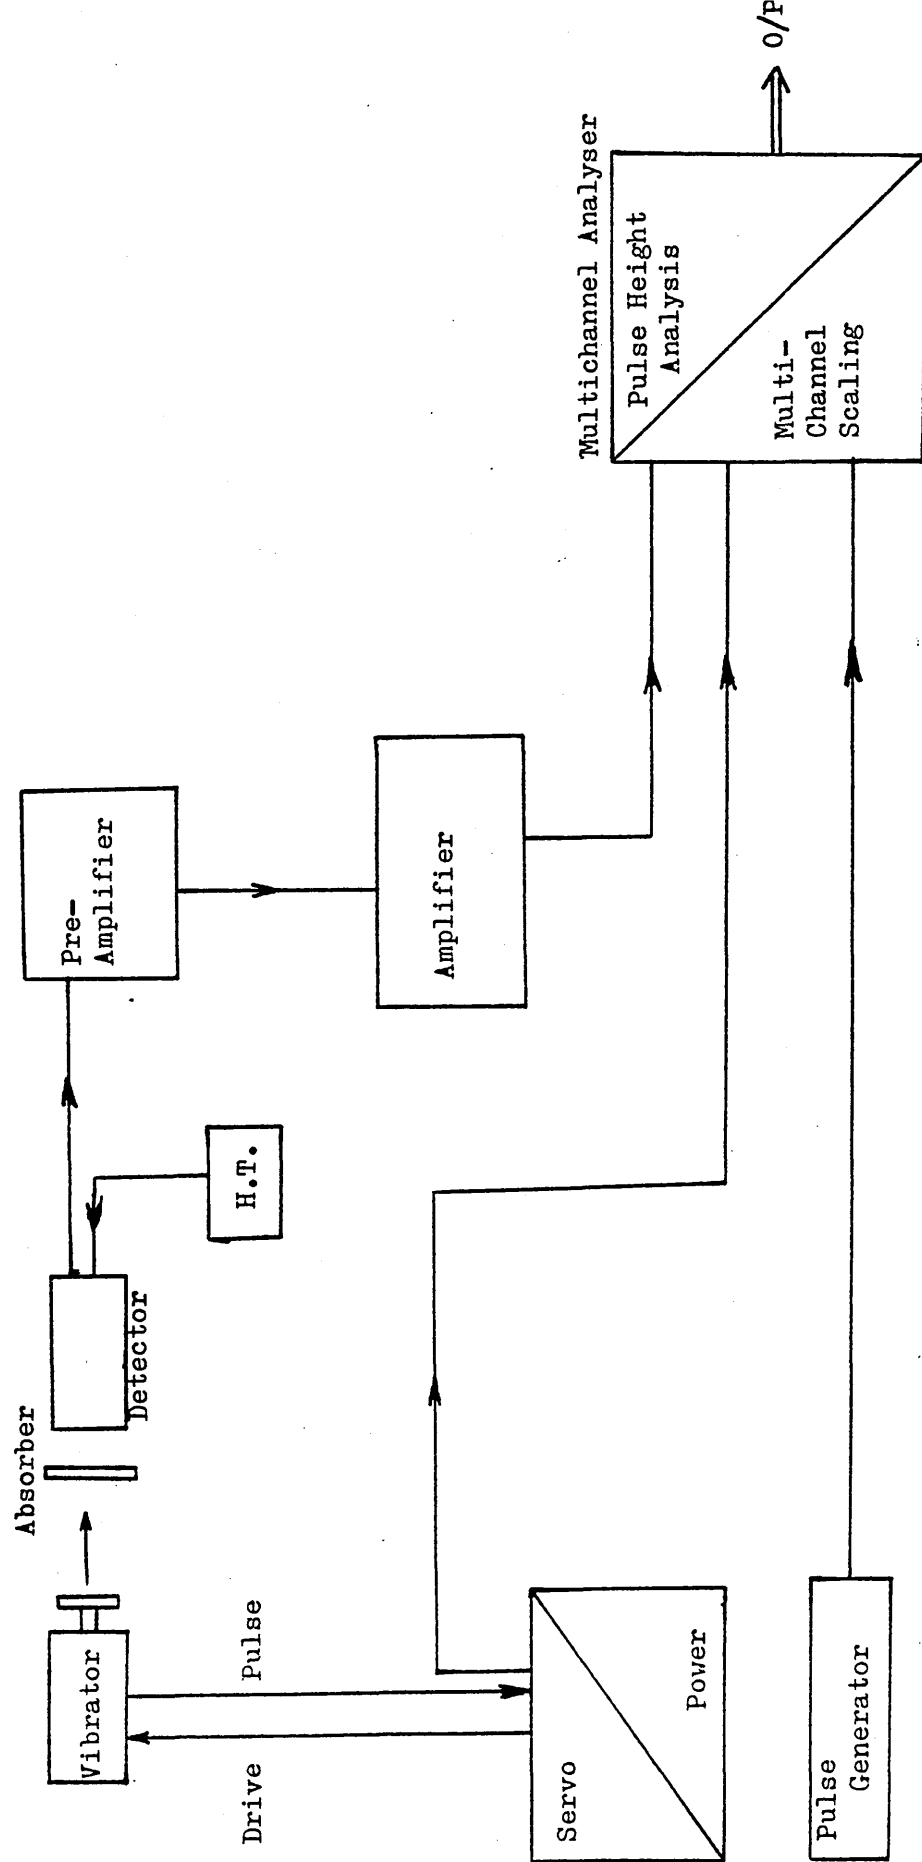 Vibrator
Absorber
Detector
Pre-
Amplifier
H.T.
Drive
Pulse
Amplifier
Servo
Power
Multichannel Analyser
Pulse Height
Analysis
Multi-
Channel
Scaling
O/P
Pulse
Generator